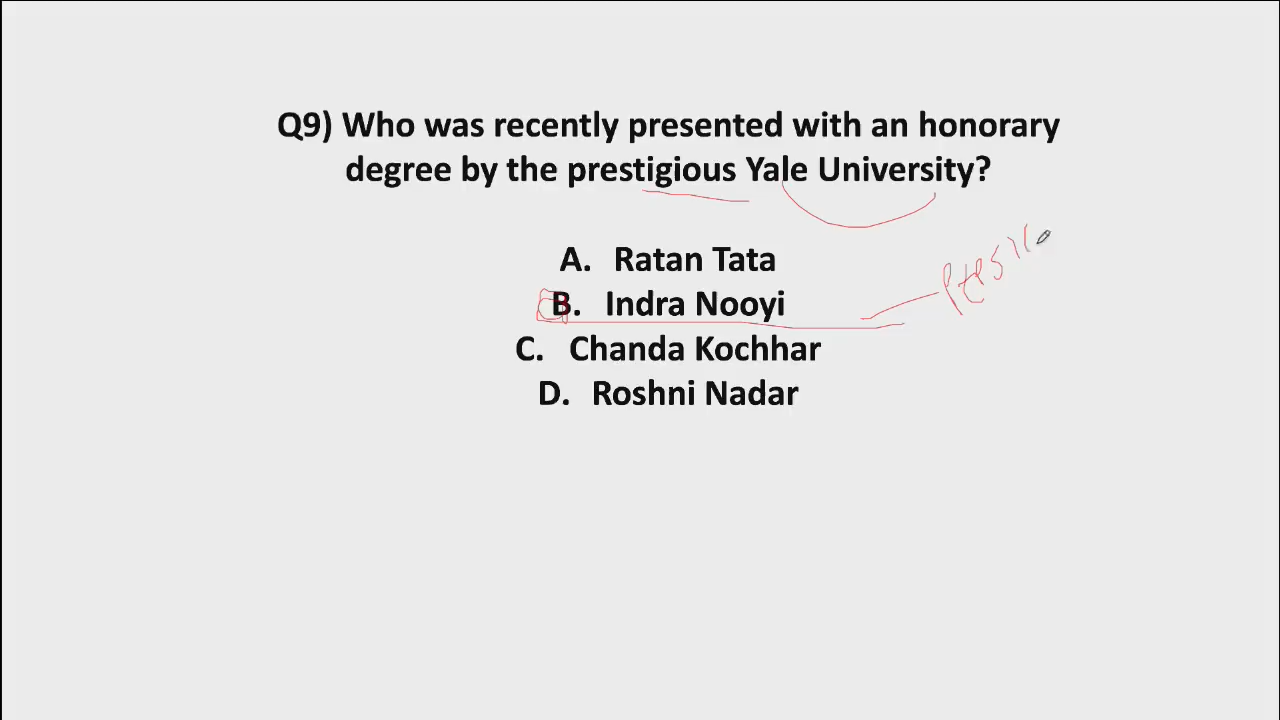 Q9) Who was recently presented with an honorary
degree by the prestigious Yale University?
A. Ratan Tata
B. Indra Nooyi
C. Chanda Kochhar
D. Roshni Nadar